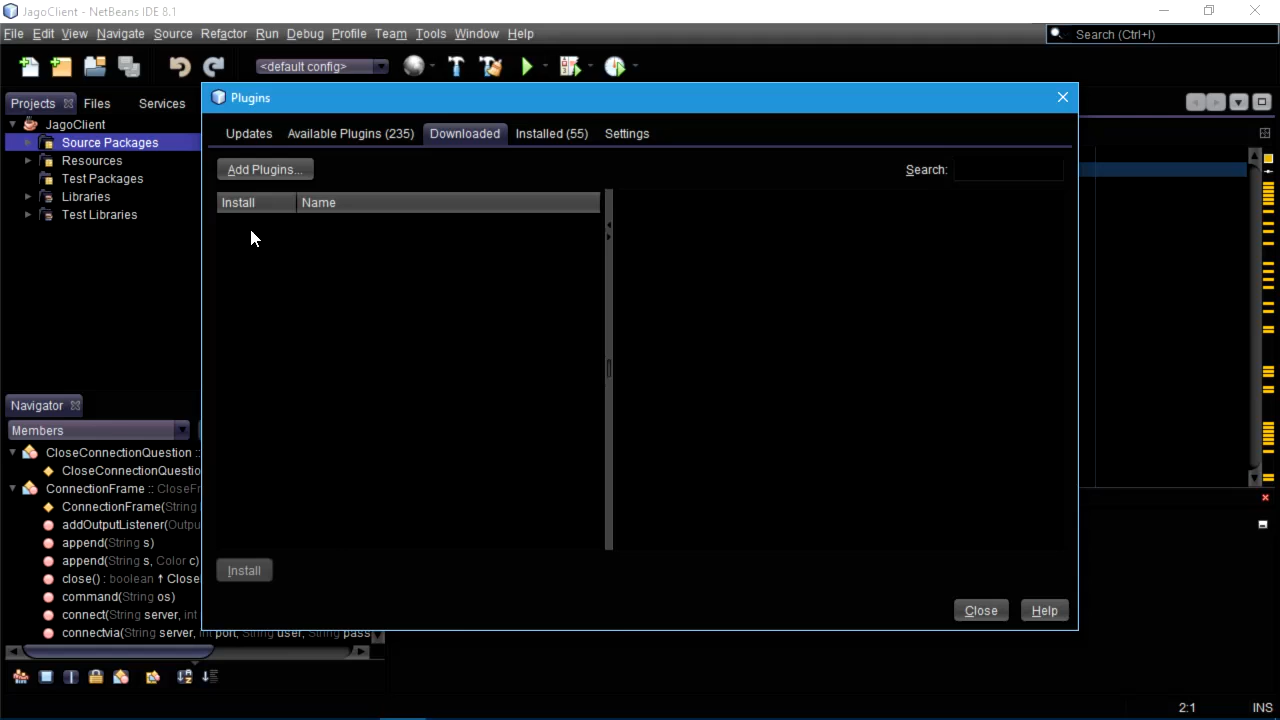 JagoClient - NetBeans IDE 8.1
File Edit View Navigate Source Refactor Run Debug Profile Team Tools Window Help
Search (Ctrl+I)
<default config>
Projects Files Services
JagoClient
Source Packages
Resources
Test Packages
Libraries
Test Libraries
Plugins
Updates Available Plugins (235) Downloaded Installed (55) Settings
Add Plugins...
Search:
Install Name
Install
Close Help
Navigator
Members
CloseConnectionQuestion ::
CloseConnectionQuestio
ConnectionFrame :: CloseFr
ConnectionFrame(String
addOutputListener(Outpu
append(String s)
append(String s, Color c)
close() : boolean ↑ Close
command(String os)
connect(String server, int
connectvia(String server, int port, String user, String pass
2:1 INS